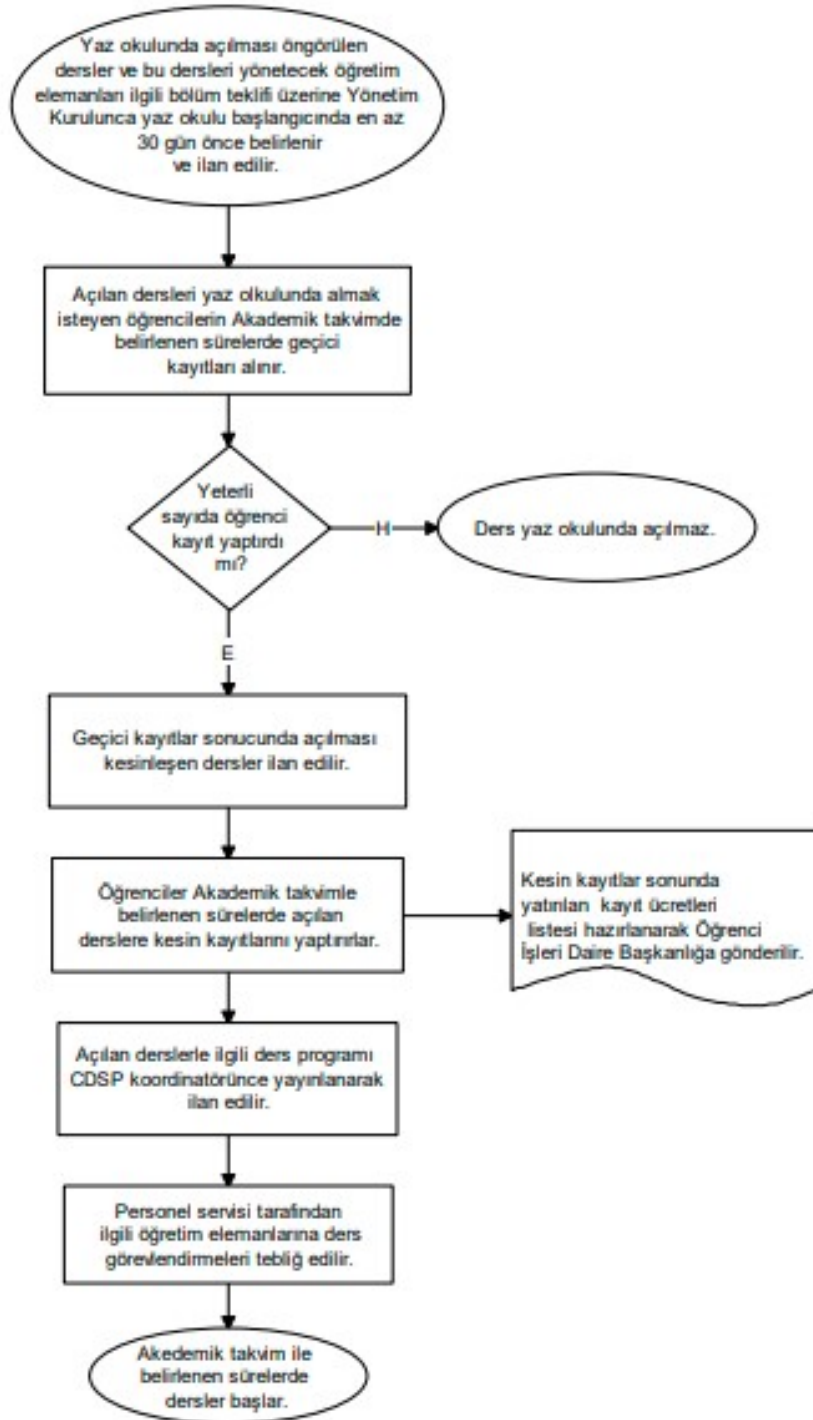 Yaz okulunda açılması öngörülen
dersler ve bu dersleri yönetecek öğretim
elemanları ilgili bölüm teklifi üzerine Yönetim
Kurulunca yaz okulu başlangıcında en az
30 gün önce belirlenir
ve ilan edilir.
Açılan dersleri yaz olkulunda almak
isteyen öğrencilerin Akademik takvimde
belirlenen sürelerde geçici
kayıtları alınır.
Yeterli
sayıda öğrenci
kayıt yaptırdı
mı?
H
Ders yaz okulunda açılmaz.
E
Geçici kayıtlar sonucunda açılması
kesinleşen dersler ilan edilir.
Öğrenciler Akademik takvimle
belirlenen sürelerde açılan
derslere kesin kayıtlarını yaptırırlar.
Kesin kayıtlar sonunda
yatırılan kayıt ücretleri
listesi hazırlanarak Öğrenci
İşleri Daire Başkanlığa gönderilir.
Açılan derslerle ilgili ders programı
CDSP koordinatörünce yayınlanarak
ilan edilir.
Personel servisi tarafından
ilgili öğretim elemanlarına ders
görevlendirmeleri tebliğ edilir.
Akedemik takvim ile
belirlenen sürelerde
dersler başlar.